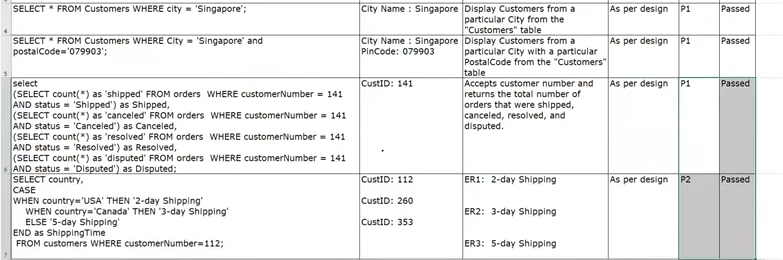 SELECT * FROM Customers WHERE city = 'Singapore';
City Name : Singapore
Display Customers from a
particular City from the
"Customers" table
As per design
P1
Passed
4
SELECT * FROM Customers WHERE City = 'Singapore' and
postalCode='079903';
City Name : Singapore
PinCode: 079903
Display Customers from a
particular City with a particular
PostalCode from the "Customers"
table
As per design
P1
Passed
5
select
(SELECT count(*) as 'shipped' FROM orders WHERE customerNumber = 141
AND status = 'Shipped') as Shipped,
(SELECT count(*) as 'canceled' FROM orders WHERE customerNumber = 141
AND status = 'Canceled') as Canceled,
(SELECT count(*) as 'resolved' FROM orders WHERE customerNumber = 141
AND status = 'Resolved') as Resolved,
(SELECT count(*) as 'disputed' FROM orders WHERE customerNumber = 141
AND status = 'Disputed') as Disputed;
CustID: 141
Accepts customer number and
returns the total number of
orders that were shipped,
canceled, resolved, and
disputed.
As per design
P1
Passed
6
SELECT country,
CASE
WHEN country='USA' THEN '2-day Shipping'
WHEN country='Canada' THEN '3-day Shipping'
ELSE '5-day Shipping'
END as ShippingTime
FROM customers WHERE customerNumber=112;
CustID: 112
CustID: 260
CustID: 353
ER1: 2-day Shipping
ER2: 3-day Shipping
ER3: 5-day Shipping
As per design
P2
Passed
7